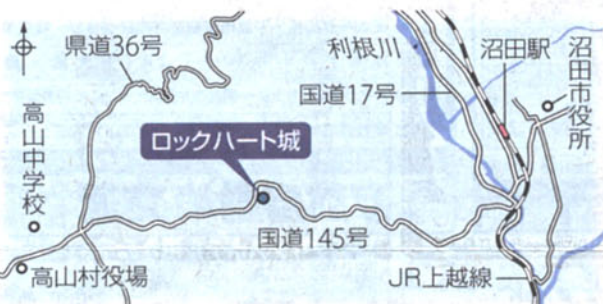 県道36号
利根川
沼田駅
沼田市役所
国道17号
高山中学校
ロックハート城
国道145号
高山村役場
JR上越線